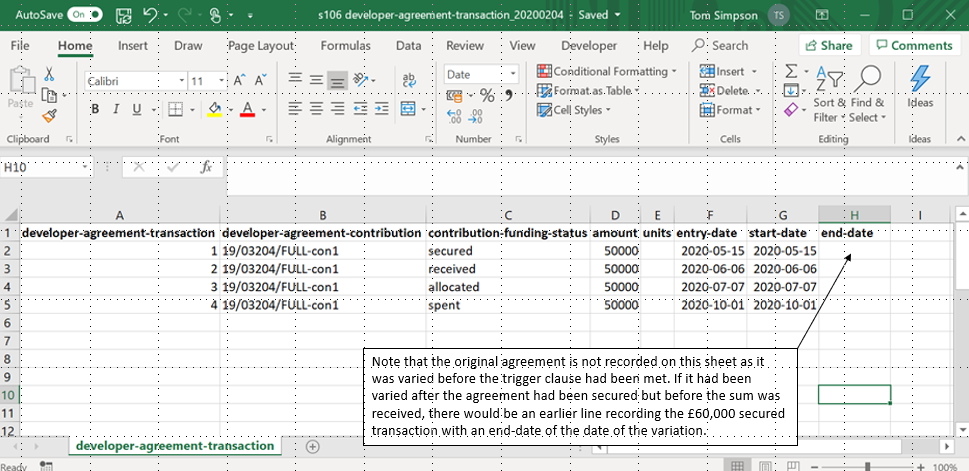 AutoSave On s106 developer-agreement-transaction_20200204 - Saved Tom Simpson TS
File Home Insert Draw Page Layout Formulas Data Review View Developer Help Search Share Comments
Paste Calibri 11 A A ab c Date Conditional Formatting Insert Σ A Z
B I U A % , Format as Table Delete Sort & Find & Ideas
Cell Styles Format Filter Select
Clipboard Font Alignment Number Styles Cells Editing Ideas
H10 fx
A B C D E F G H I
1 developer-agreement-transaction developer-agreement-contribution contribution-funding-status amount units entry-date start-date end-date
2 1 19/03204/FULL-con1 secured 50000 2020-05-15 2020-05-15
3 2 19/03204/FULL-con1 received 50000 2020-06-06 2020-06-06
4 3 19/03204/FULL-con1 allocated 50000 2020-07-07 2020-07-07
5 4 19/03204/FULL-con1 spent 50000 2020-10-01 2020-10-01
6
7
8
9
10
11
12
Note that the original agreement is not recorded on this sheet as it
was varied before the trigger clause had been met. If it had been
varied after the agreement had been secured but before the sum was
received, there would be an earlier line recording the £60,000 secured
transaction with an end-date of the date of the variation.
developer-agreement-transaction
Ready 100%